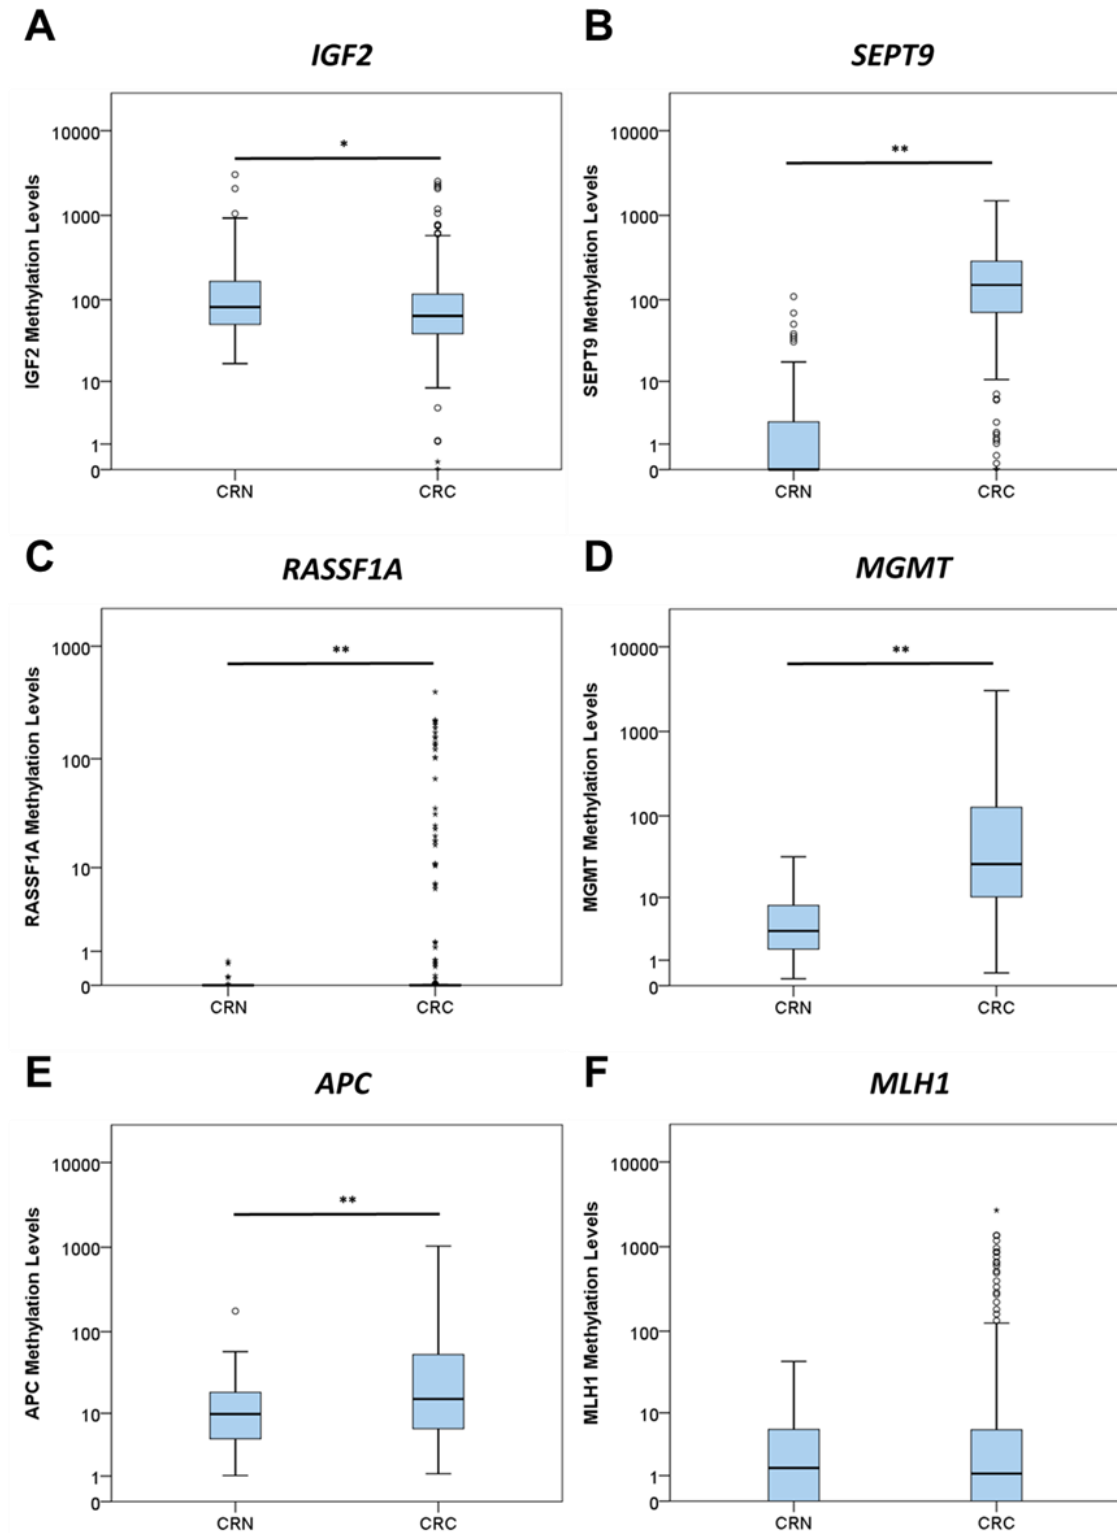 A
IGF2
IGF2 Methylation Levels
10000
1000
100
10
1
0
*
CRN
CRC
B
SEPT9
SEPT9 Methylation Levels
10000
1000
100
10
1
0
**
CRN
CRC
C
RASSF1A
RASSF1A Methylation Levels
1000
100
10
1
0
**
CRN
CRC
D
MGMT
MGMT Methylation Levels
10000
1000
100
10
1
0
**
CRN
CRC
E
APC
APC Methylation Levels
10000
1000
100
10
1
0
**
CRN
CRC
F
MLH1
MLH1 Methylation Levels
10000
1000
100
10
1
0
CRN
CRC